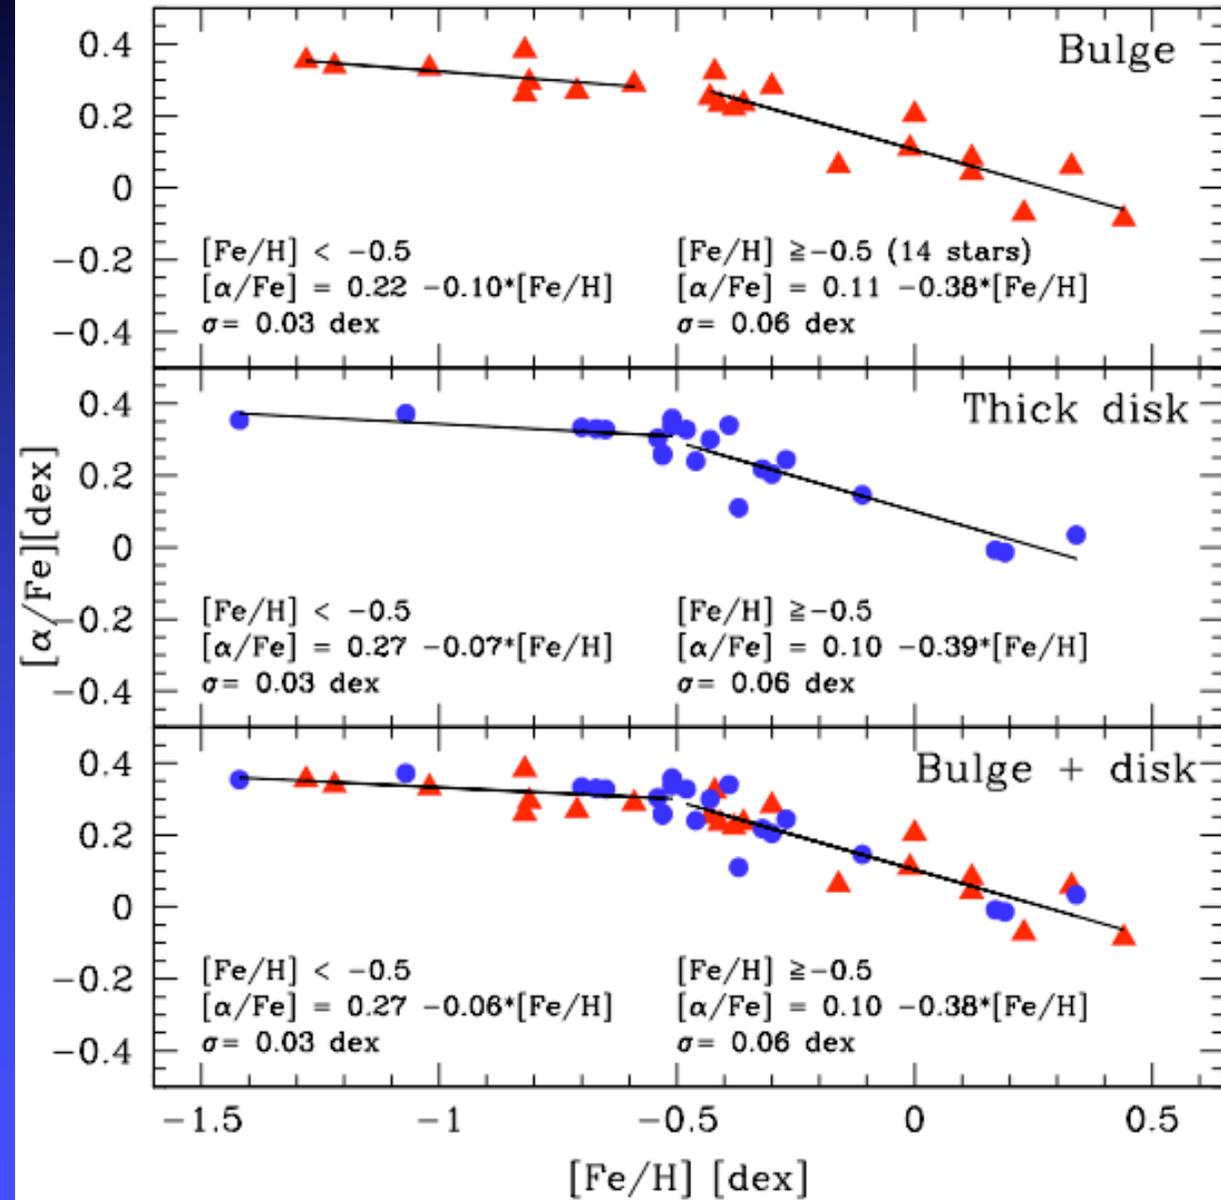 0.4
0.2
0
−0.2
−0.4
Bulge
[Fe/H] < −0.5
[α/Fe] = 0.22 −0.10*[Fe/H]
σ= 0.03 dex
[Fe/H] ≧−0.5 (14 stars)
[α/Fe] = 0.11 −0.38*[Fe/H]
σ= 0.06 dex
[α/Fe][dex]
0.4
0.2
0
−0.2
−0.4
Thick disk
[Fe/H] < −0.5
[α/Fe] = 0.27 −0.07*[Fe/H]
σ= 0.03 dex
[Fe/H] ≧−0.5
[α/Fe] = 0.10 −0.39*[Fe/H]
σ= 0.06 dex
0.4
0.2
0
−0.2
−0.4
Bulge + disk
[Fe/H] < −0.5
[α/Fe] = 0.27 −0.06*[Fe/H]
σ= 0.03 dex
[Fe/H] ≧−0.5
[α/Fe] = 0.10 −0.38*[Fe/H]
σ= 0.06 dex
−1.5 −1 −0.5 0 0.5
[Fe/H] [dex]